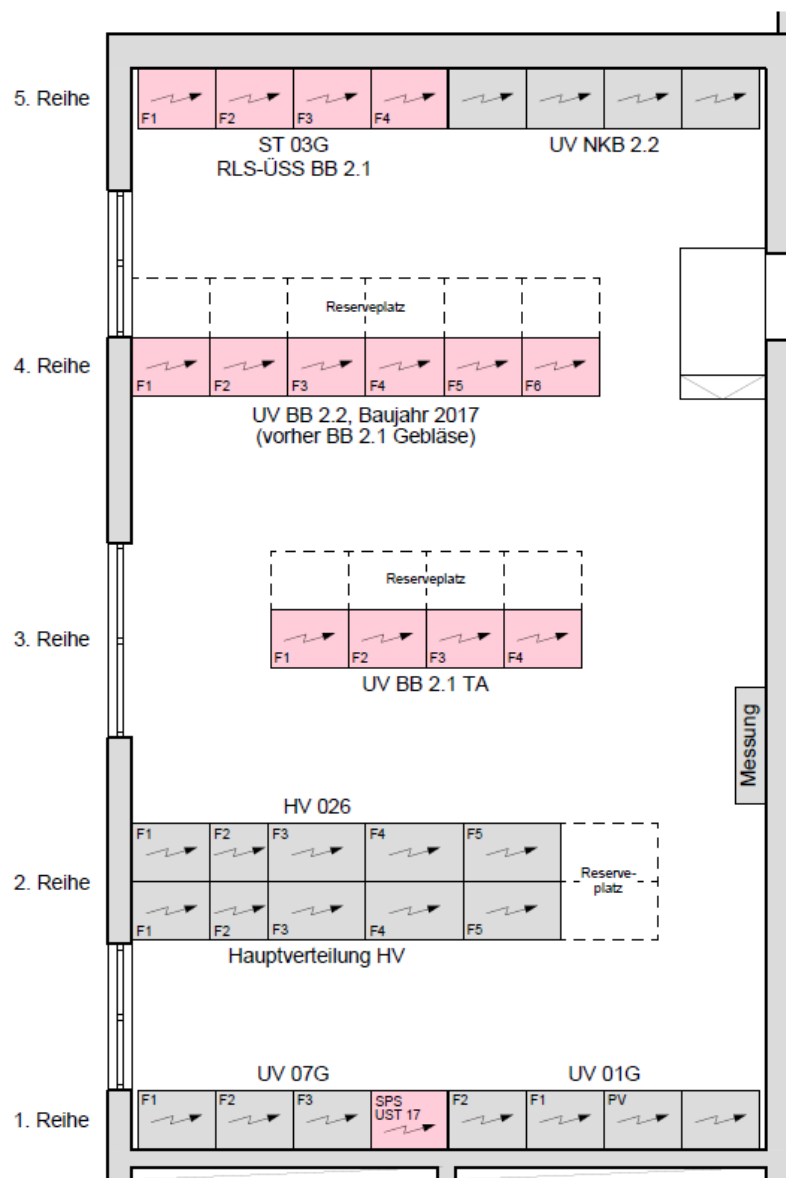 5. Reihe
F1 F2 F3 F4
ST 03G
RLS-ÜSS BB 2.1
UV NKB 2.2
Reserveplatz
4. Reihe
F1 F2 F3 F4 F5 F6
UV BB 2.2, Baujahr 2017
(vorher BB 2.1 Gebläse)
Reserveplatz
3. Reihe
F1 F2 F3 F4
UV BB 2.1 TA
Messung
HV 026
F1 F2 F3 F4 F5
2. Reihe
Reserve-
platz
F1 F2 F3 F4 F5
Hauptverteilung HV
UV 07G
UV 01G
1. Reihe
F1 F2 F3
SPS
UST 17
F2 F1 PV